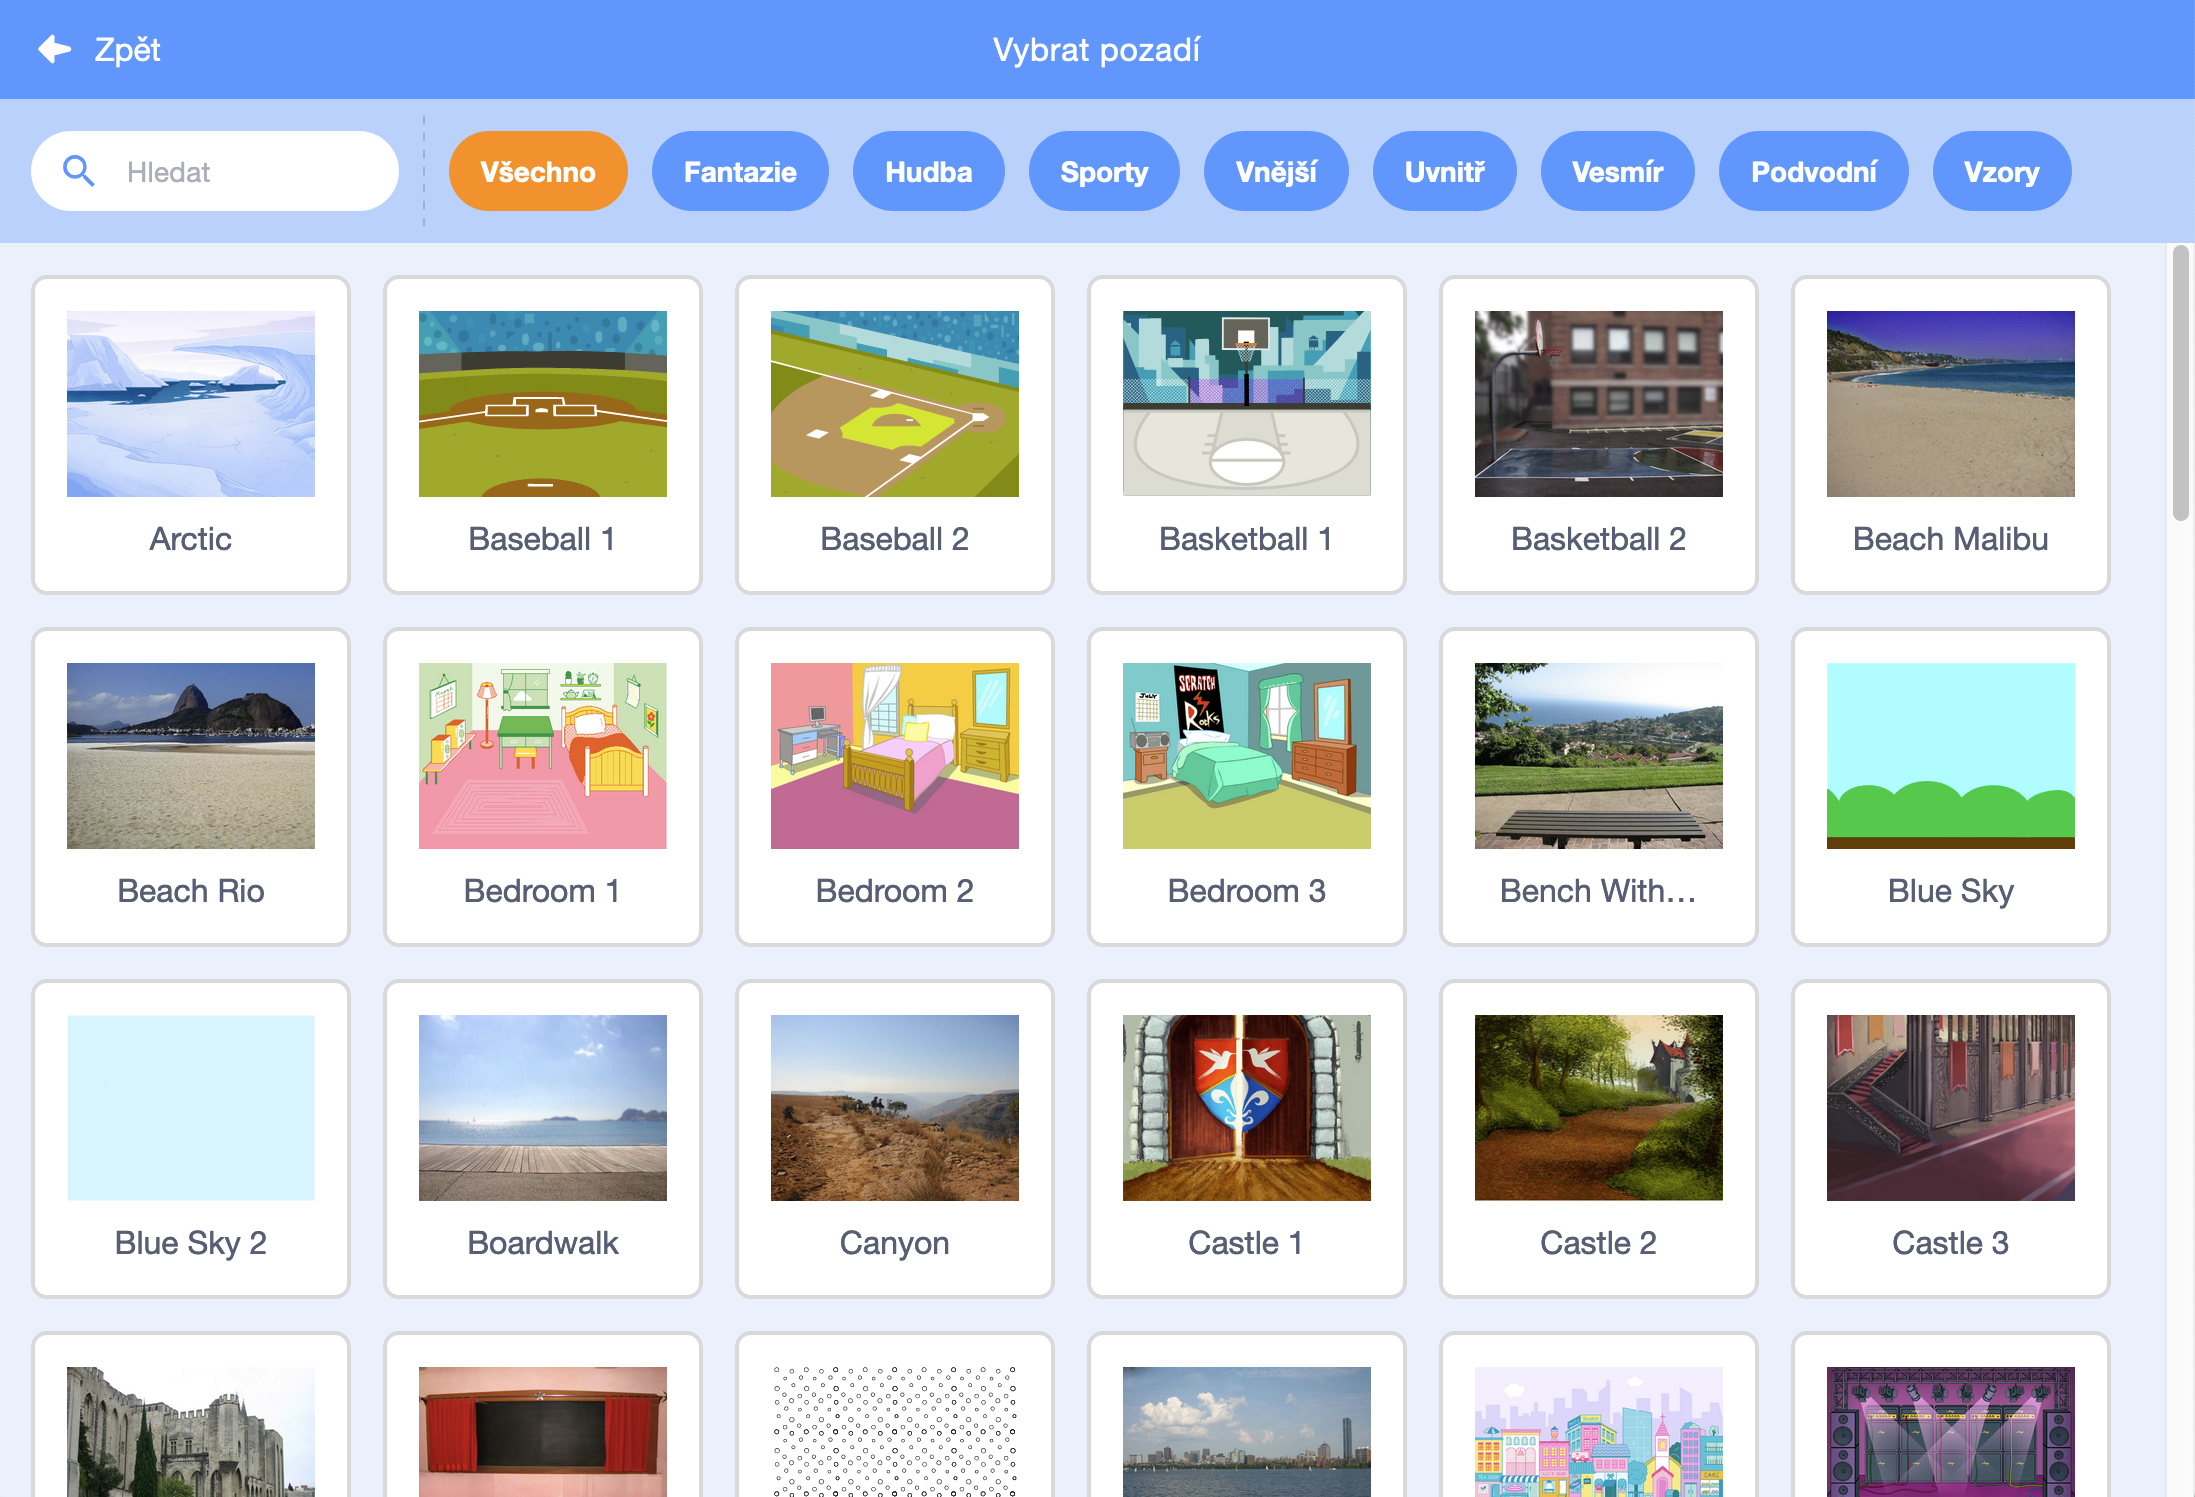 Zpět
Vybrat pozadí
Hledat
Všechno
Fantazie
Hudba
Sporty
Vnější
Uvnitř
Vesmír
Podvodní
Vzory
Arctic
Baseball 1
Baseball 2
Basketball 1
Basketball 2
Beach Malibu
JULY
SCRATCH
Rocks
Beach Rio
Bedroom 1
Bedroom 2
Bedroom 3
Bench With...
Blue Sky
Blue Sky 2
Boardwalk
Canyon
Castle 1
Castle 2
Castle 3
CAKE